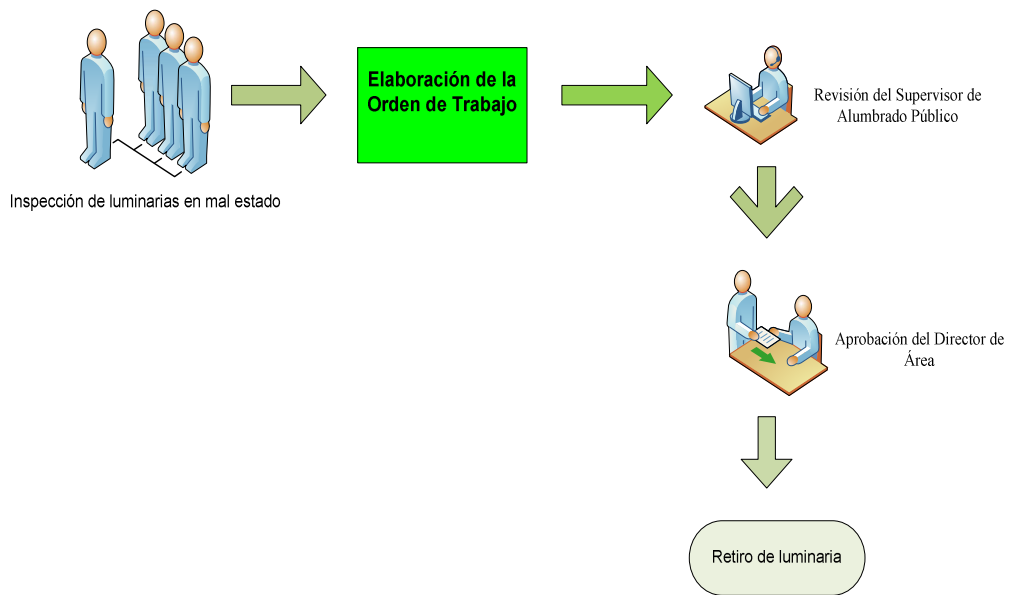 Inspección de luminarias en mal estado
Elaboración de la
Orden de Trabajo
Revisión del Supervisor de
Alumbrado Público
Aprobación del Director de
Área
Retiro de luminaria